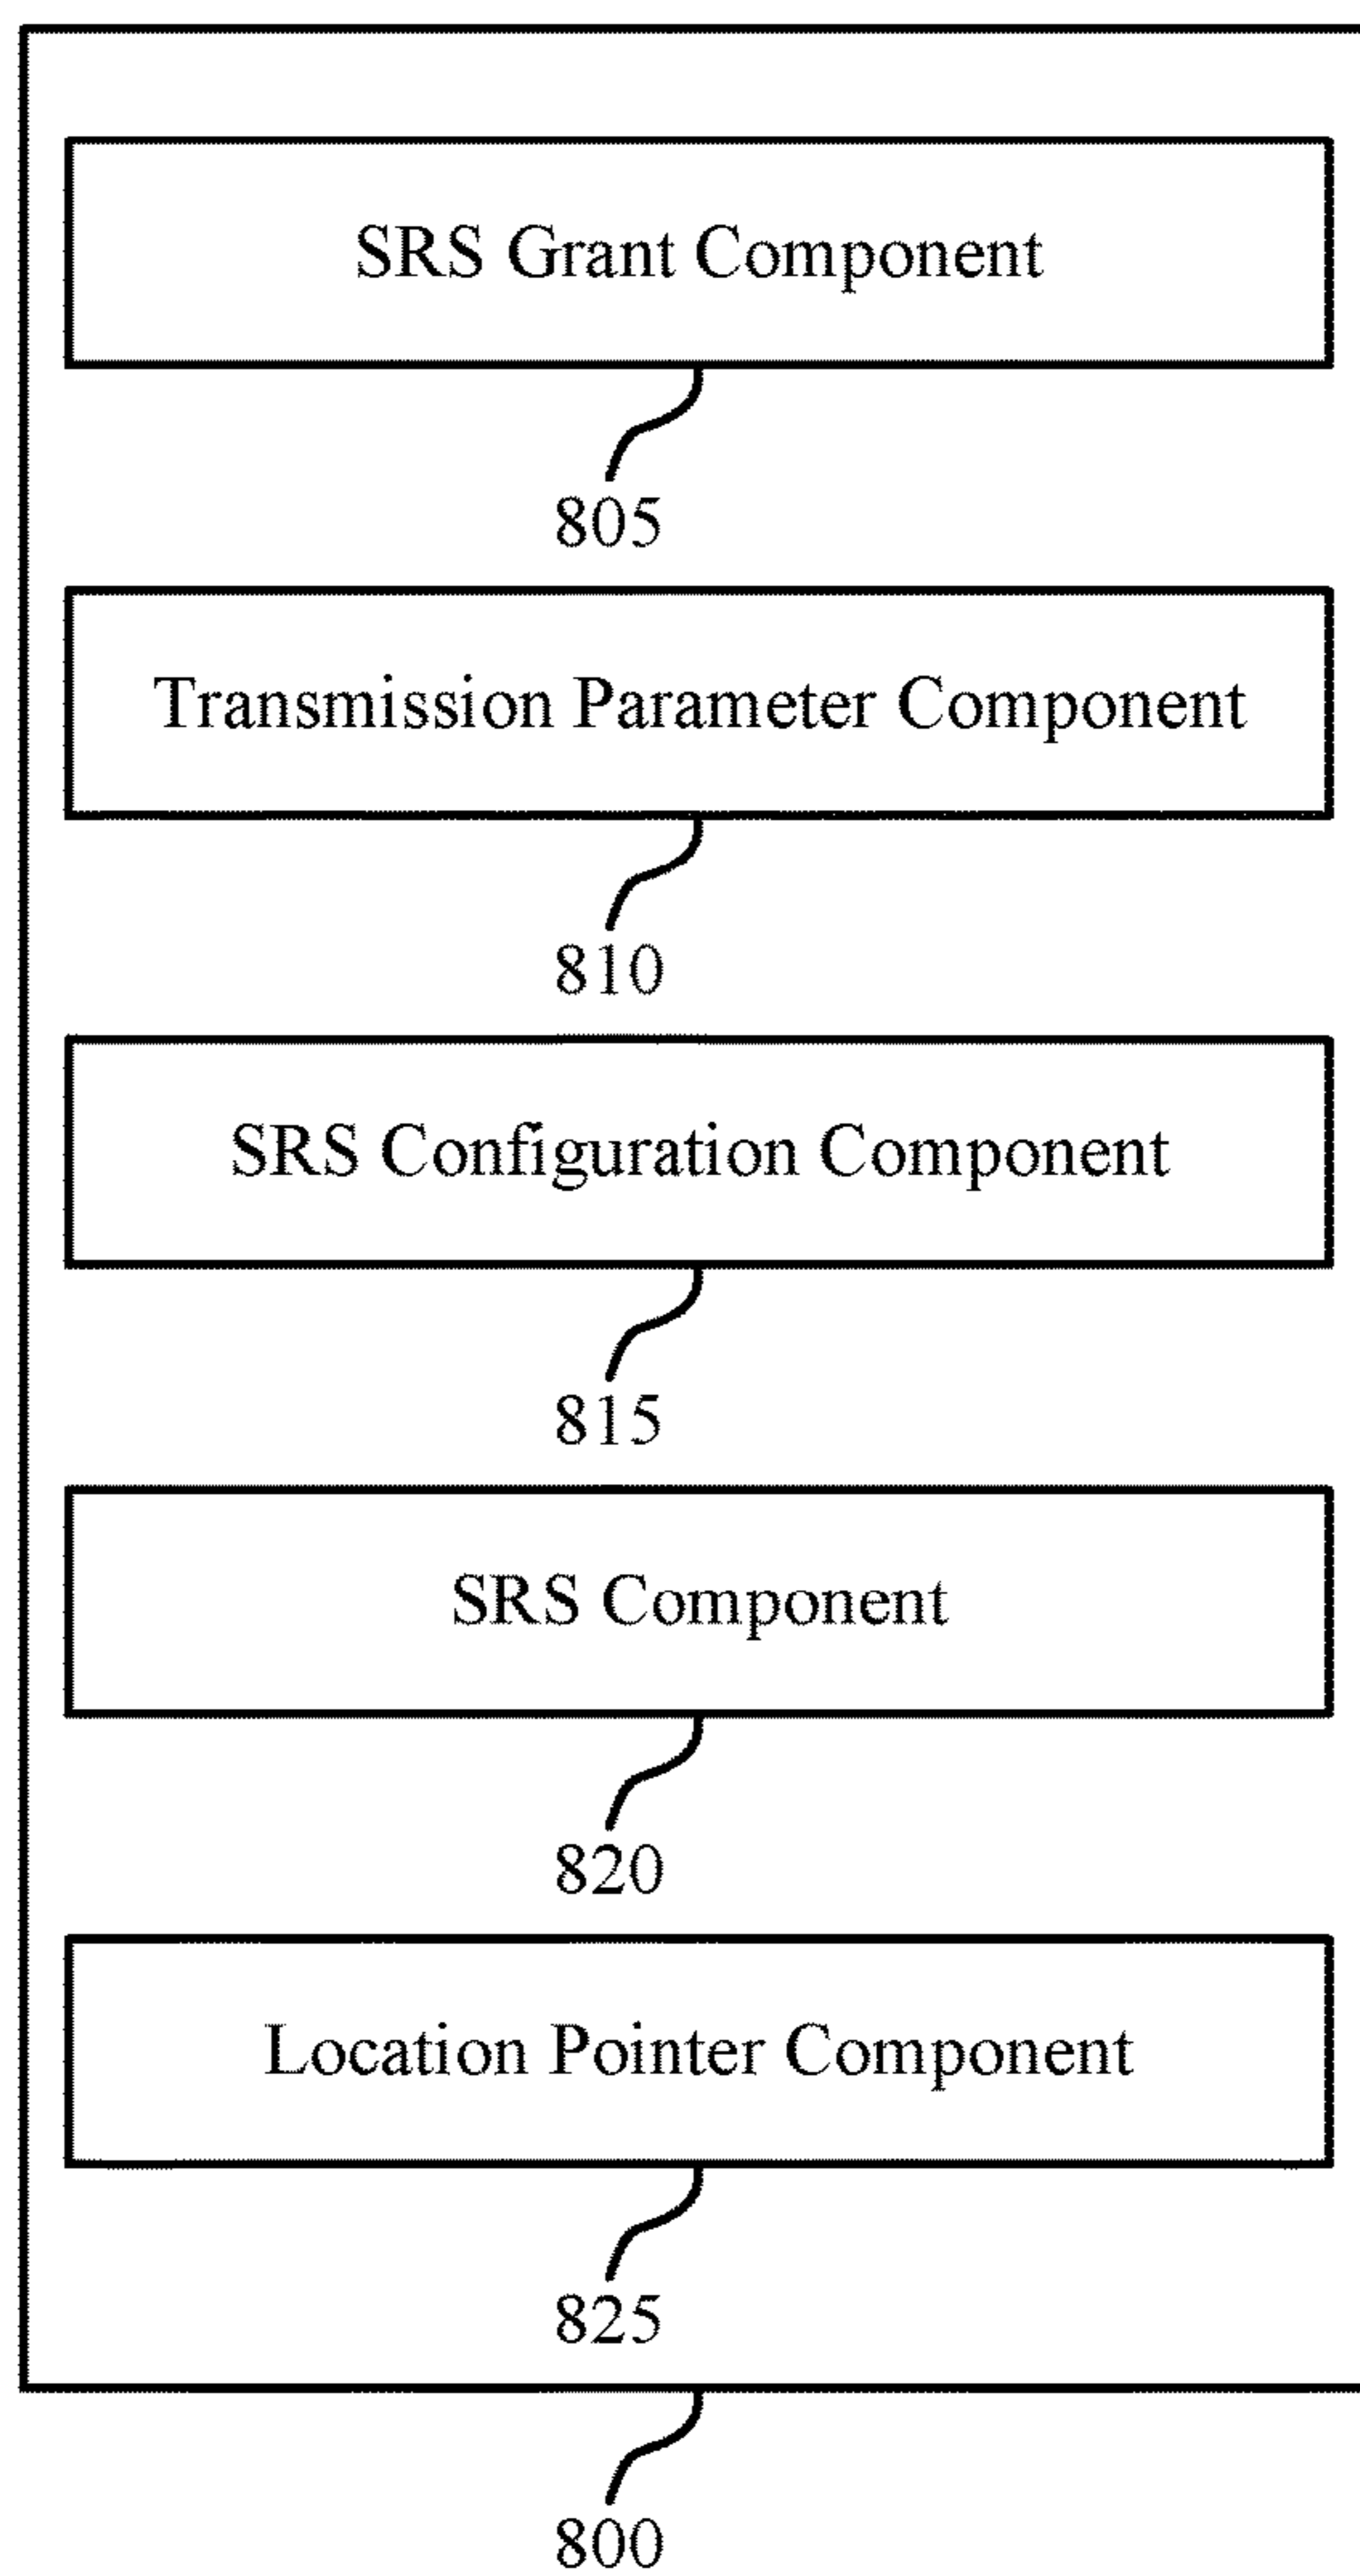 SRS Grant Component
805
Transmission Parameter Component
810
SRS Configuration Component
815
SRS Component
820
Location Pointer Component
825
800